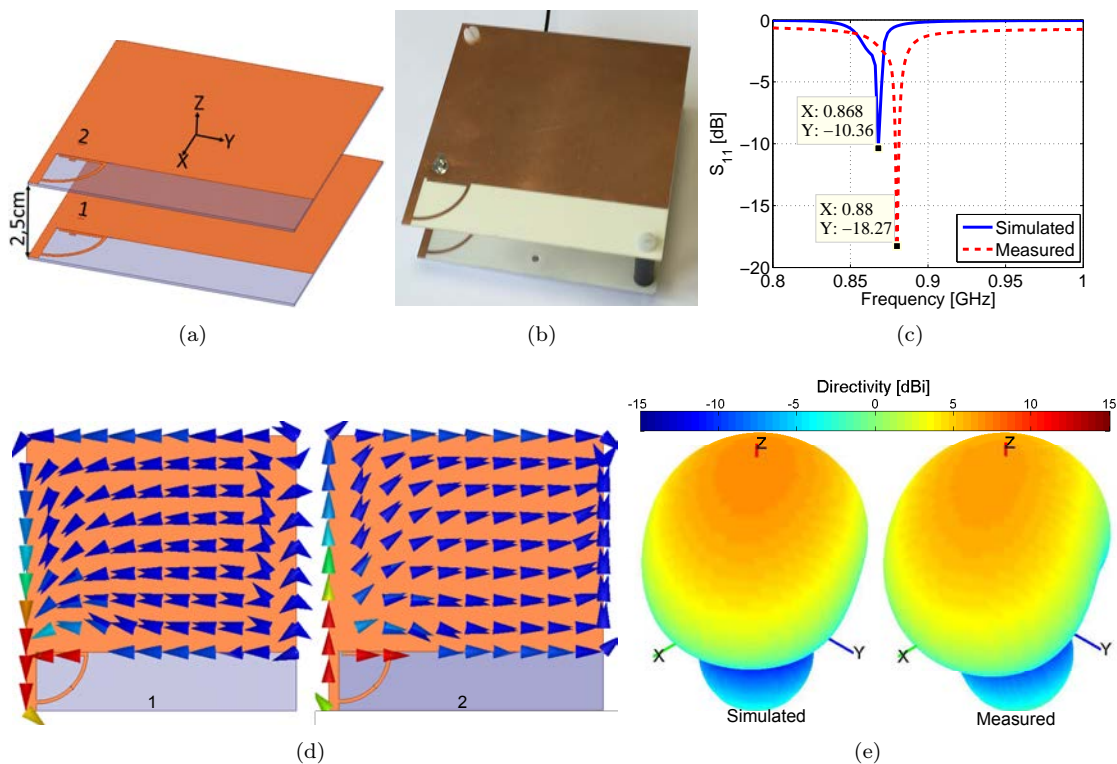 Z
Y
X
2
1
2,5cm
(a)
(b)
0
−5
−10
−15
−20
S11 [dB]
0.8
0.85
0.9
0.95
1
Frequency [GHz]
X: 0.868
Y: −10.36
X: 0.88
Y: −18.27
Simulated
Measured
(c)
1
2
(d)
Directivity [dBi]
-15 -10 -5 0 5 10 15
Z
X
Y
Simulated
Z
X
Y
Measured
(e)